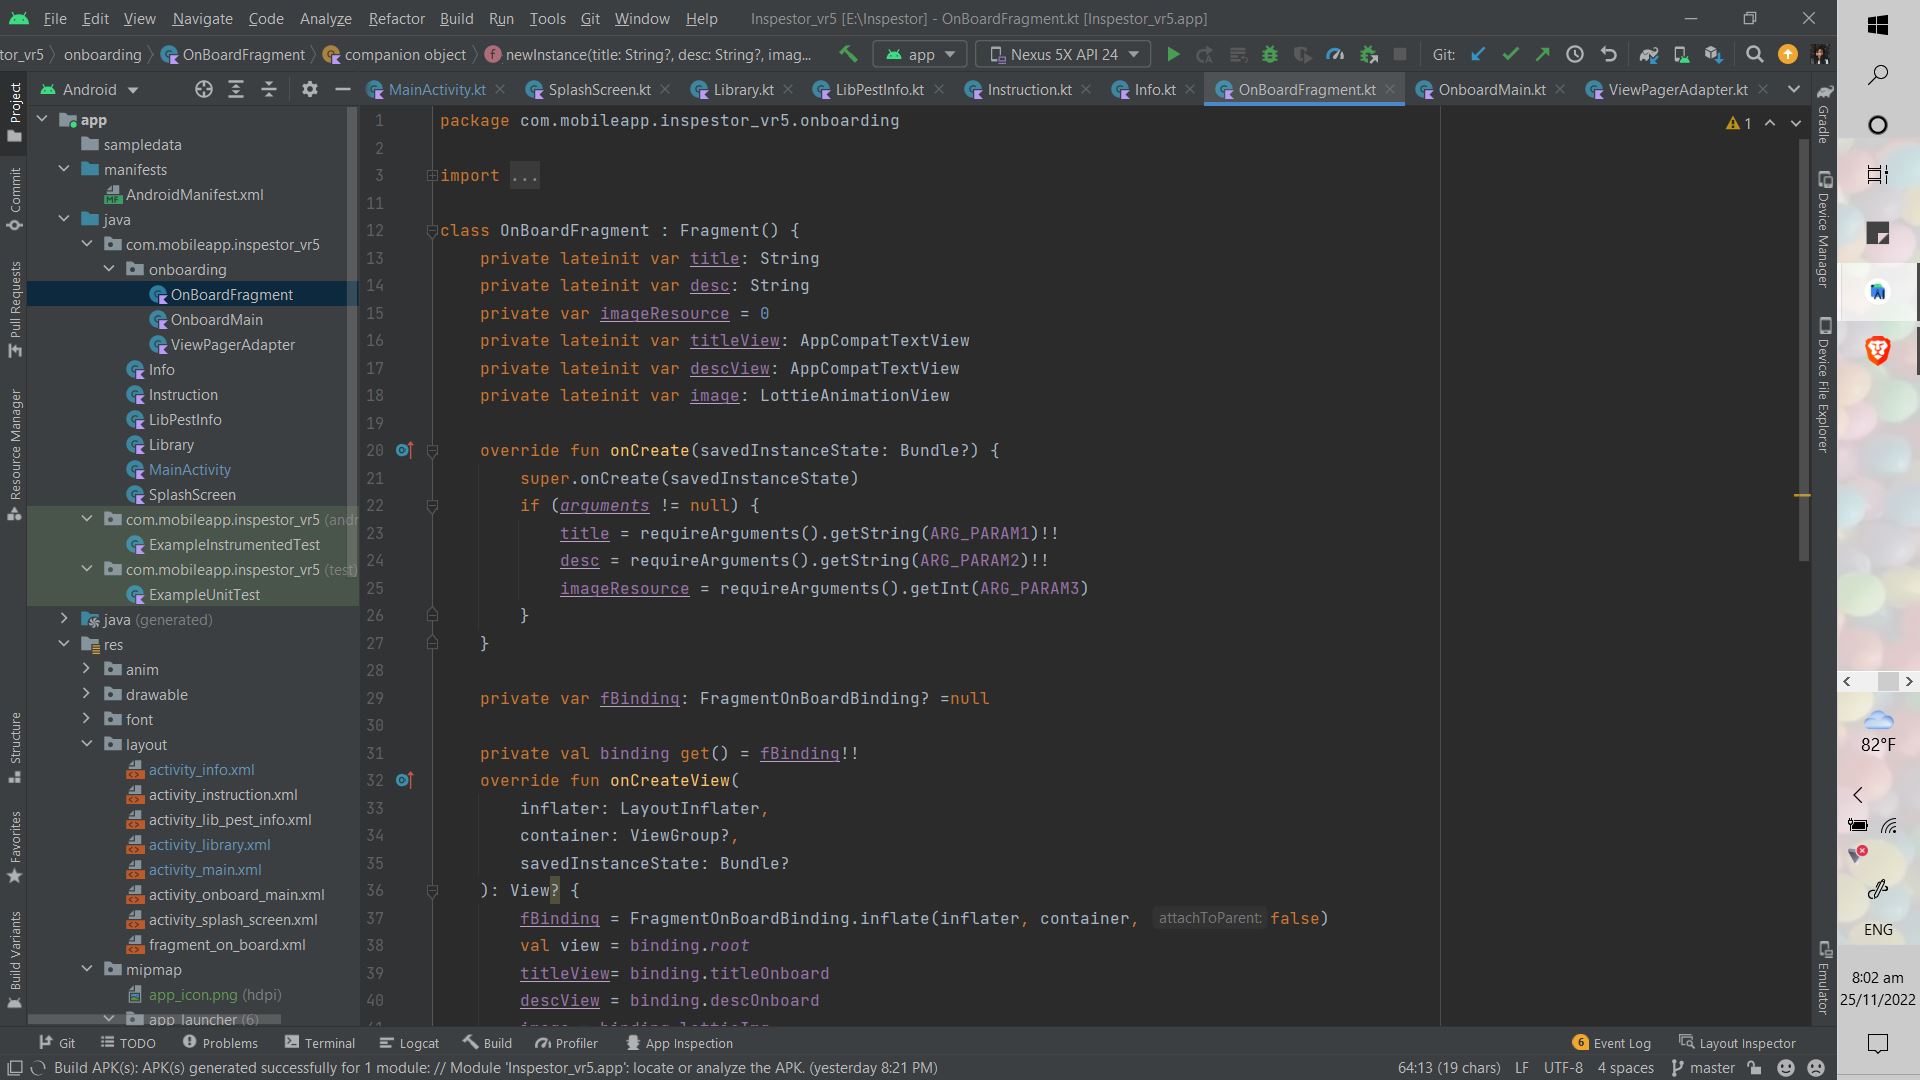 File Edit View Navigate Code Analyze Refactor Build Run Tools Git Window Help Inspestor_vr5 [E:\Inspestor] - OnBoardFragment.kt [Inspestor_vr5.app]
tor_vr5 onboarding OnBoardFragment companion object newInstance(title: String?, desc: String?, imag... app Nexus 5X API 24 Git:
Android MainActivity.kt SplashScreen.kt Library.kt LibPestInfo.kt Instruction.kt Info.kt OnBoardFragment.kt OnboardMain.kt ViewPagerAdapter.kt
Project
Commit
Pull Requests
Resource Manager
Structure
Favorites
Build Variants
app
sampledata
manifests
AndroidManifest.xml
java
com.mobileapp.inspestor_vr5
onboarding
OnBoardFragment
OnboardMain
ViewPagerAdapter
Info
Instruction
LibPestInfo
Library
MainActivity
SplashScreen
com.mobileapp.inspestor_vr5 (andr
ExampleInstrumentedTest
com.mobileapp.inspestor_vr5 (test)
ExampleUnitTest
java (generated)
res
anim
drawable
font
layout
activity_info.xml
activity_instruction.xml
activity_lib_pest_info.xml
activity_library.xml
activity_main.xml
activity_onboard_main.xml
activity_splash_screen.xml
fragment_on_board.xml
mipmap
app_icon.png (hdpi)
app_launcher (6)
1 package com.mobileapp.inspestor_vr5.onboarding
2
3 import ...
11
12 class OnBoardFragment : Fragment() {
13 private lateinit var title: String
14 private lateinit var desc: String
15 private var imageResource = 0
16 private lateinit var titleView: AppCompatTextView
17 private lateinit var descView: AppCompatTextView
18 private lateinit var image: LottieAnimationView
19
20 override fun onCreate(savedInstanceState: Bundle?) {
21 super.onCreate(savedInstanceState)
22 if (arguments != null) {
23 title = requireArguments().getString(ARG_PARAM1)!!
24 desc = requireArguments().getString(ARG_PARAM2)!!
25 imageResource = requireArguments().getInt(ARG_PARAM3)
26 }
27 }
28
29 private var fBinding: FragmentOnBoardBinding? =null
30
31 private val binding get() = fBinding!!
32 override fun onCreateView(
33 inflater: LayoutInflater,
34 container: ViewGroup?,
35 savedInstanceState: Bundle?
36 ): View? {
37 fBinding = FragmentOnBoardBinding.inflate(inflater, container, attachToParent: false)
38 val view = binding.root
39 titleView= binding.titleOnboard
40 descView = binding.descOnboard
41 image = binding.lottieImg
1
Gradle
Device Manager
Device File Explorer
Emulator
Git TODO Problems Terminal Logcat Build Profiler App Inspection 6 Event Log Layout Inspector
Build APK(s): APK(s) generated successfully for 1 module: // Module 'Inspestor_vr5.app': locate or analyze the APK. (yesterday 8:21 PM) 64:13 (19 chars) LF UTF-8 4 spaces master
82°F
ENG
8:02 am
25/11/2022